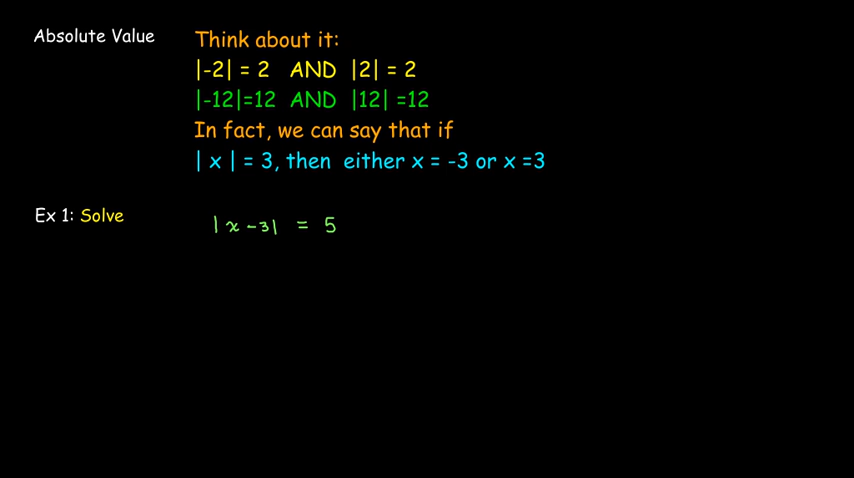 Absolute Value
Think about it:
|-2| = 2 AND |2| = 2
|-12|=12 AND |12| =12
In fact, we can say that if
| x | = 3, then either x = -3 or x =3
Ex 1: Solve
|x-3| = 5